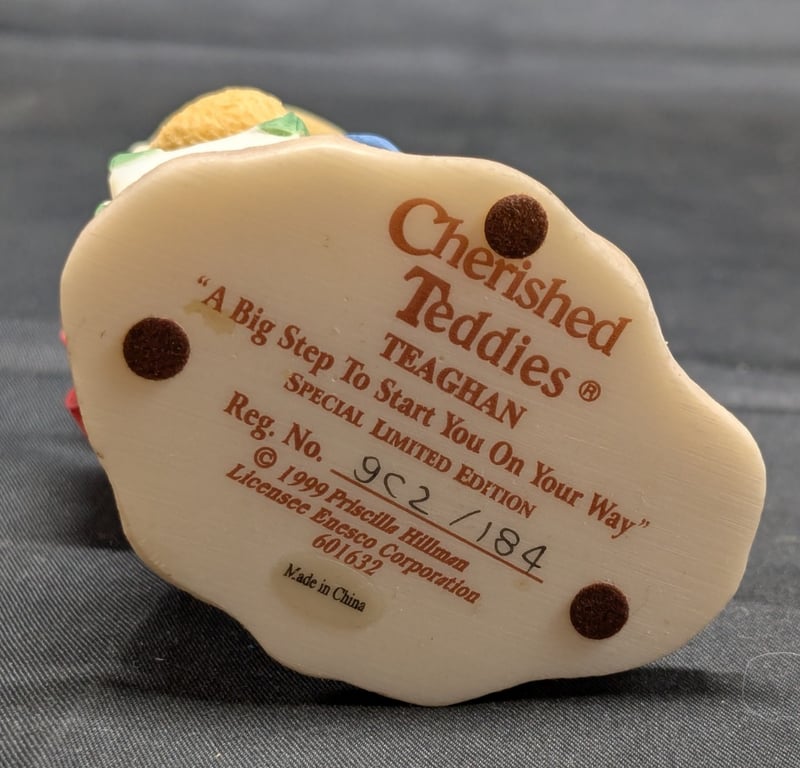 Cherished
Teddies ®
TEAGHAN
“A Big Step To Start You On Your Way”
SPECIAL LIMITED EDITION
Reg. No. 9C2/184
© 1999 Priscilla Hillman
Licensee Enesco Corporation
601632
Made in China